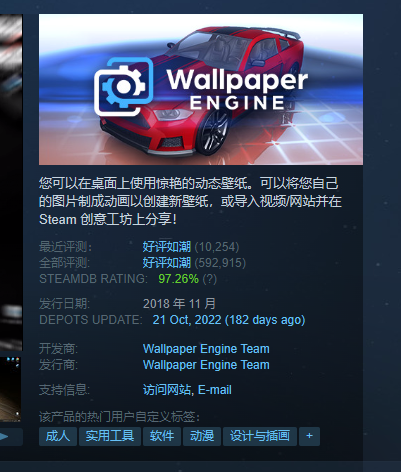 Wallpaper
ENGINE
您可以在桌面上使用惊艳的动态壁纸。可以将您自己
的图片制成动画以创建新壁纸，或导入视频/网站并在
Steam 创意工坊上分享！
最近评测： 好评如潮 (10,254)
全部评测: 好评如潮 (592,915)
STEAMDB RATING: 97.26% (?)
发行日期: 2018 年 11 月
DEPOTS UPDATE: 21 Oct, 2022 (182 days ago)
开发商: Wallpaper Engine Team
发行商: Wallpaper Engine Team
支持信息: 访问网站, E-mail
该产品的热门用户自定义标签：
成人 实用工具 软件 动漫 设计与插画 +